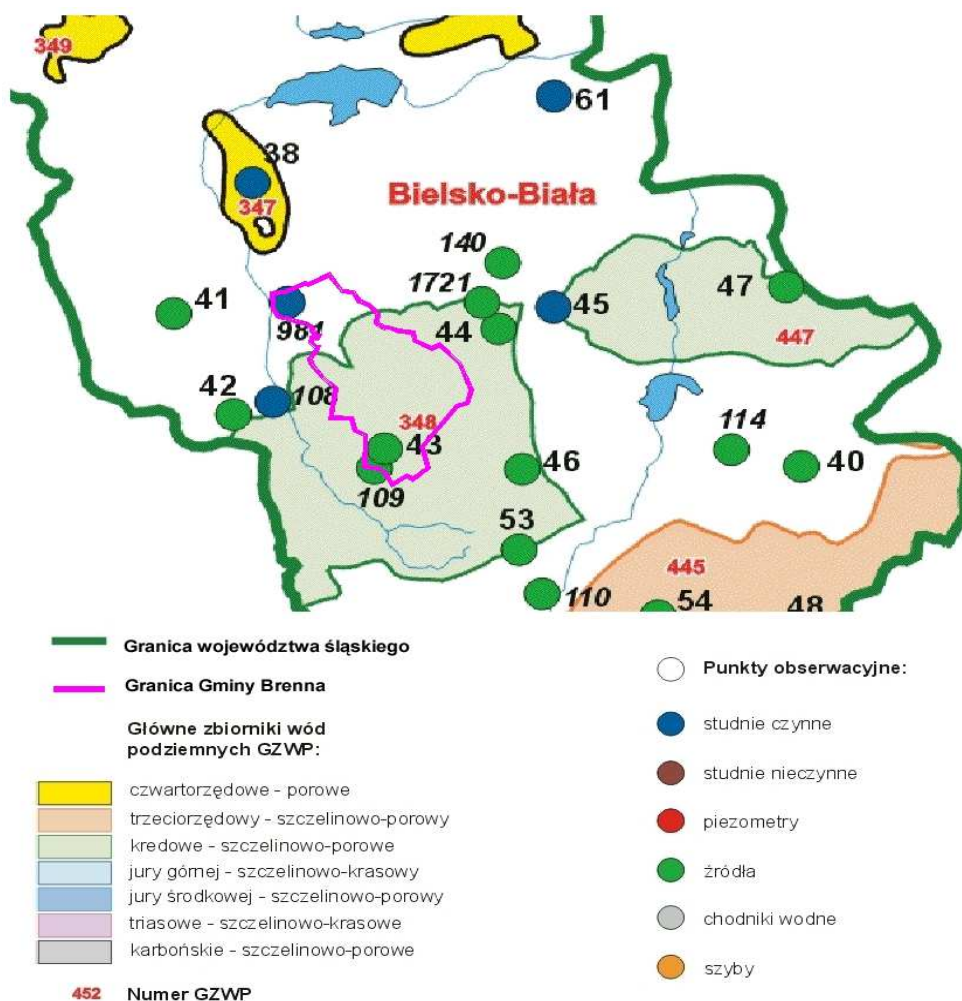 349
61
38
347
Bielsko-Biała
140
1721
41
981
44
45
47
447
42
108
348
43
114
109
46
40
53
445
110
54
48
Granica województwa śląskiego
Granica Gminy Brenna
Główne zbiorniki wód
podziemnych GZWP:
czwartorzędowe - porowe
trzeciorzędowy - szczelinowo-porowy
kredowe - szczelinowo-porowe
jury górnej - szczelinowo-krasowy
jury środkowej - szczelinowo-porowy
triasowe - szczelinowo-krasowe
karbońskie - szczelinowo-porowe
452 Numer GZWP
Punkty obserwacyjne:
studnie czynne
studnie nieczynne
piezometry
źródła
chodniki wodne
szyby